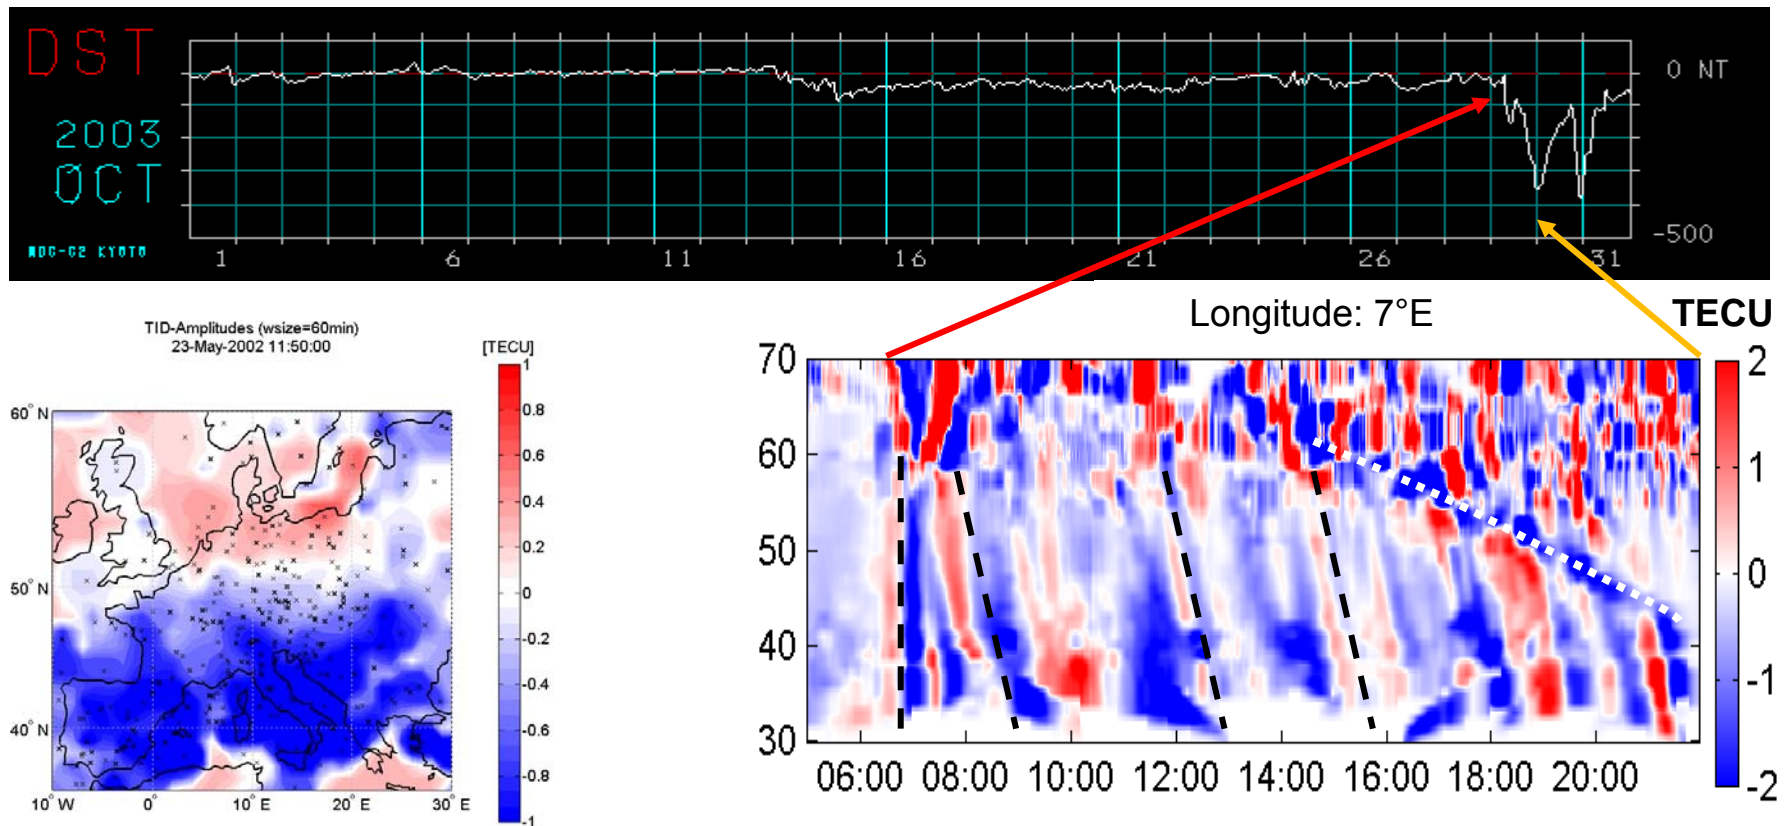 DST
2003
OCT
WDC-C2 KYOTO
0 NT
-500
1 6 11 16 21 26 31
TID-Amplitudes (wsize=60min)
23-May-2002 11:50:00
[TECU]
60° N
50° N
40° N
10° W 0° 10° E 20° E 30° E
1
0.8
0.6
0.4
0.2
0
-0.2
-0.4
-0.6
-0.8
-1
Longitude: 7°E
TECU
70
60
50
40
30
06:00 08:00 10:00 12:00 14:00 16:00 18:00 20:00
2
1
0
-1
-2